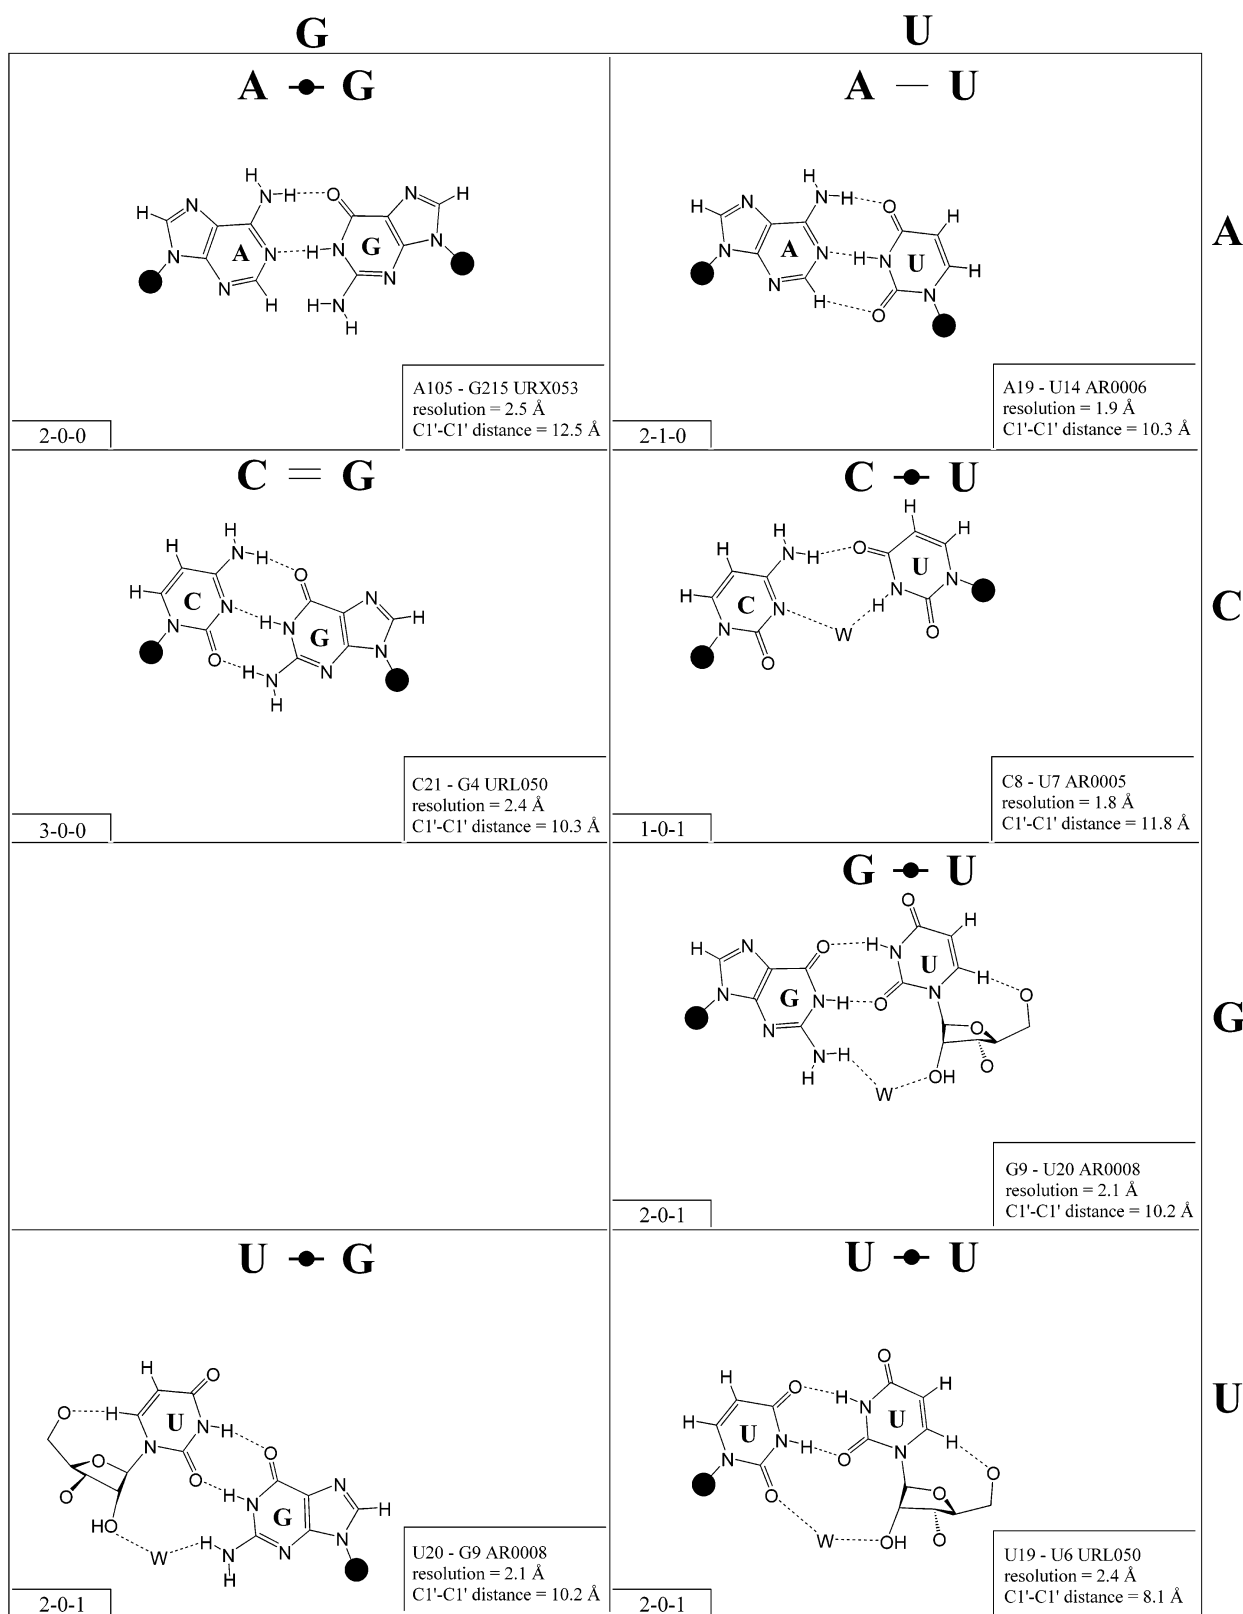 G U
A G
A — U
A
H H N H O N H
H N N A N H N G N
N H H N N
H
A105 - G215 URX053
resolution = 2.5 Å
C1'-C1' distance = 12.5 Å
2-0-0
H N H O H
H N N A N H N U H
N H O N
A19 - U14 AR0006
resolution = 1.9 Å
C1'-C1' distance = 10.3 Å
2-1-0
C = G
C U
C
H H N H O N H
H C N H N G N
N O H N N
H
C21 - G4 URL050
resolution = 2.4 Å
C1'-C1' distance = 10.3 Å
3-0-0
H H
H H N H O U N
H C N H N
N O W O
C8 - U7 AR0005
resolution = 1.8 Å
C1'-C1' distance = 11.8 Å
1-0-1
G U
G
O H
H N O H N U H O
N G N H O N
N N H O
H W OH O
G9 - U20 AR0008
resolution = 2.1 Å
C1'-C1' distance = 10.2 Å
2-0-1
U G
U U
U
H O
O H U N H
O N O O
O H N G N H
HO W H N N N
H
U20 - G9 AR0008
resolution = 2.1 Å
C1'-C1' distance = 10.2 Å
2-0-1
O
H O H N H
H U N H O U H
N O N O
O
W OH O
U19 - U6 URL050
resolution = 2.4 Å
C1'-C1' distance = 8.1 Å
2-0-1